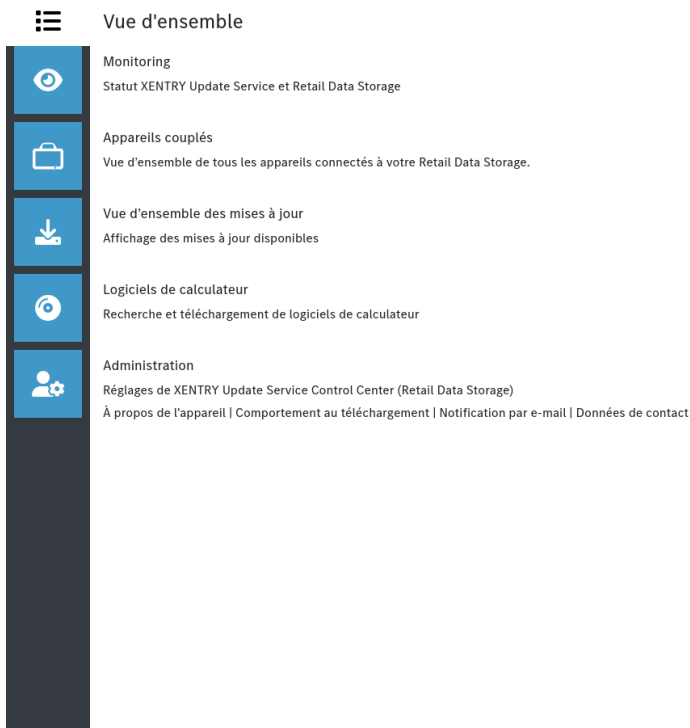 Vue d'ensemble
Monitoring
Statut XENTRY Update Service et Retail Data Storage
Appareils couplés
Vue d'ensemble de tous les appareils connectés à votre Retail Data Storage.
Vue d'ensemble des mises à jour
Affichage des mises à jour disponibles
Logiciels de calculateur
Recherche et téléchargement de logiciels de calculateur
Administration
Réglages de XENTRY Update Service Control Center (Retail Data Storage)
À propos de l'appareil | Comportement au téléchargement | Notification par e-mail | Données de contact